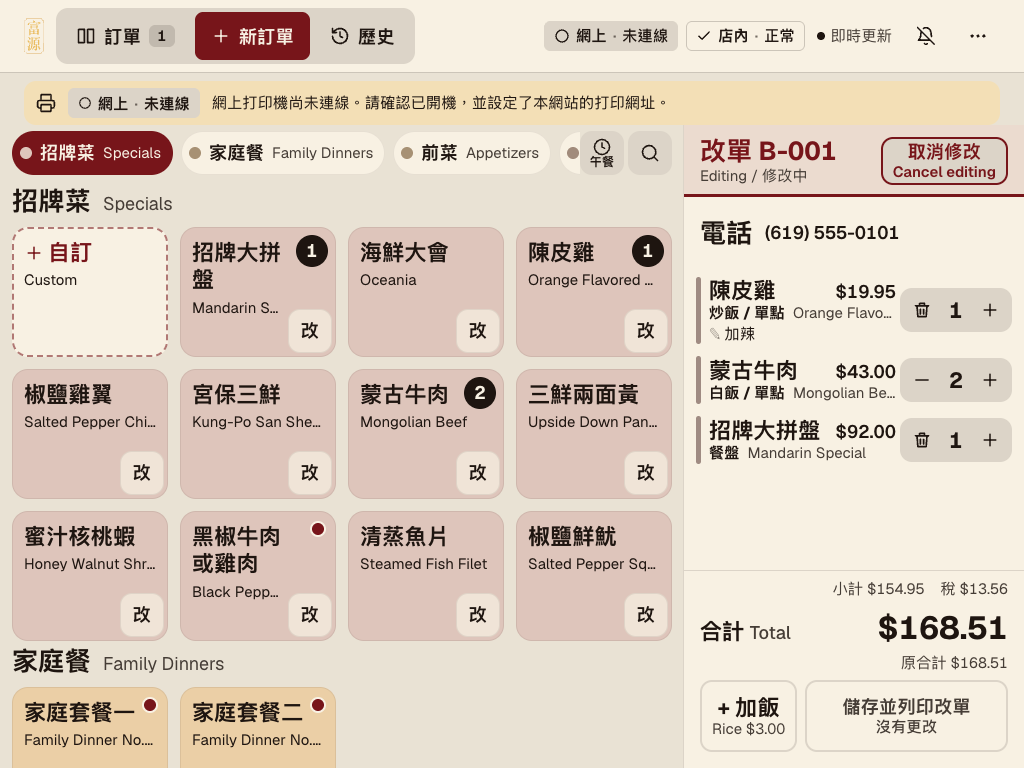 富源
訂單 1
新訂單
歷史
網上 · 未連線
店內 · 正常
即時更新
網上 · 未連線
網上打印機尚未連線。請確認已開機，並設定了本網站的打印網址。
招牌菜 Specials
家庭餐 Family Dinners
前菜 Appetizers
午餐
招牌菜 Specials
+ 自訂
Custom
招牌大拼盤
1
Mandarin S...
改
海鮮大會
Oceania
改
陳皮雞
1
Orange Flavored ...
改
椒鹽雞翼
Salted Pepper Chi...
改
宮保三鮮
Kung-Po San She...
改
蒙古牛肉
2
Mongolian Beef
改
三鮮兩面黃
Upside Down Pan...
改
蜜汁核桃蝦
Honey Walnut Shr...
改
黑椒牛肉
或雞肉
Black Pepp...
改
清蒸魚片
Steamed Fish Filet
改
椒鹽鮮魷
Salted Pepper Sq...
改
家庭餐 Family Dinners
家庭套餐一
Family Dinner No....
家庭套餐二
Family Dinner No....
改單 B-001
Editing / 修改中
取消修改
Cancel editing
電話 (619) 555-0101
陳皮雞 $19.95
炒飯 / 單點 Orange Flavo...
✎ 加辣
1 +
蒙古牛肉 $43.00
白飯 / 單點 Mongolian Be...
− 2 +
招牌大拼盤 $92.00
餐盤 Mandarin Special
1 +
小計 $154.95 稅 $13.56
合計 Total $168.51
原合計 $168.51
+ 加飯
Rice $3.00
儲存並列印改單
沒有更改